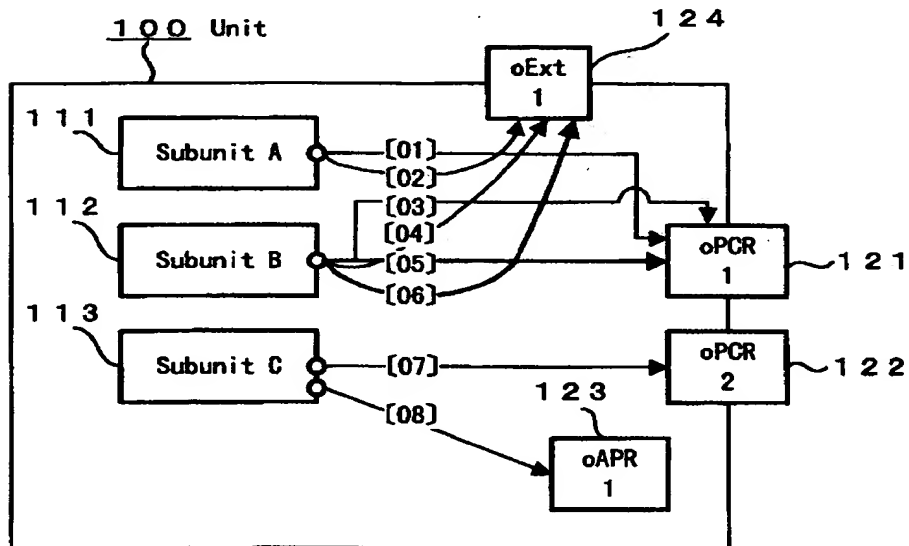 100 Unit
124
oExt
1
111
Subunit A
[01]
[02]
112
[03]
[04]
Subunit B
[05]
[06]
oPCR
1
121
113
Subunit C
[07]
oPCR
2
122
[08]
123
oAPR
1